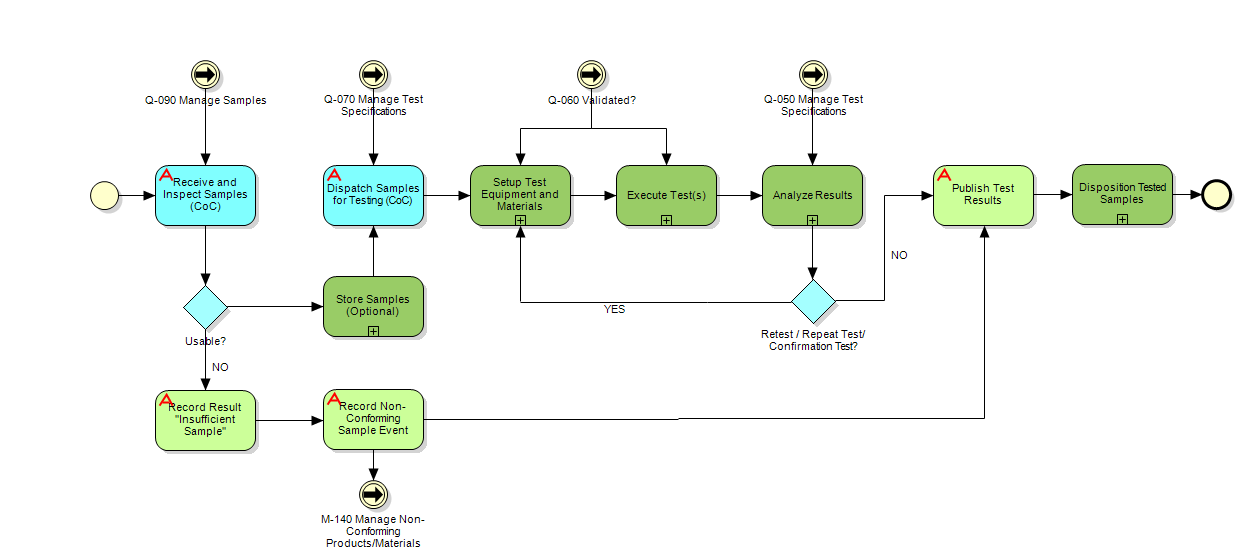 Q-090 Manage Samples
Q-070 Manage Test
Specifications
Q-060 Validated?
Q-050 Manage Test
Specifications
Receive and
Inspect Samples
(CoC)
Dispatch Samples
for Testing (CoC)
Setup Test
Equipment and
Materials
Execute Test(s)
Analyze Results
Publish Test
Results
Disposition Tested
Samples
NO
Store Samples
(Optional)
YES
Usable?
Retest / Repeat Test/
Confirmation Test?
NO
Record Result
"Insufficient
Sample"
Record Non-
Conforming
Sample Event
M-140 Manage Non-
Conforming
Products/Materials